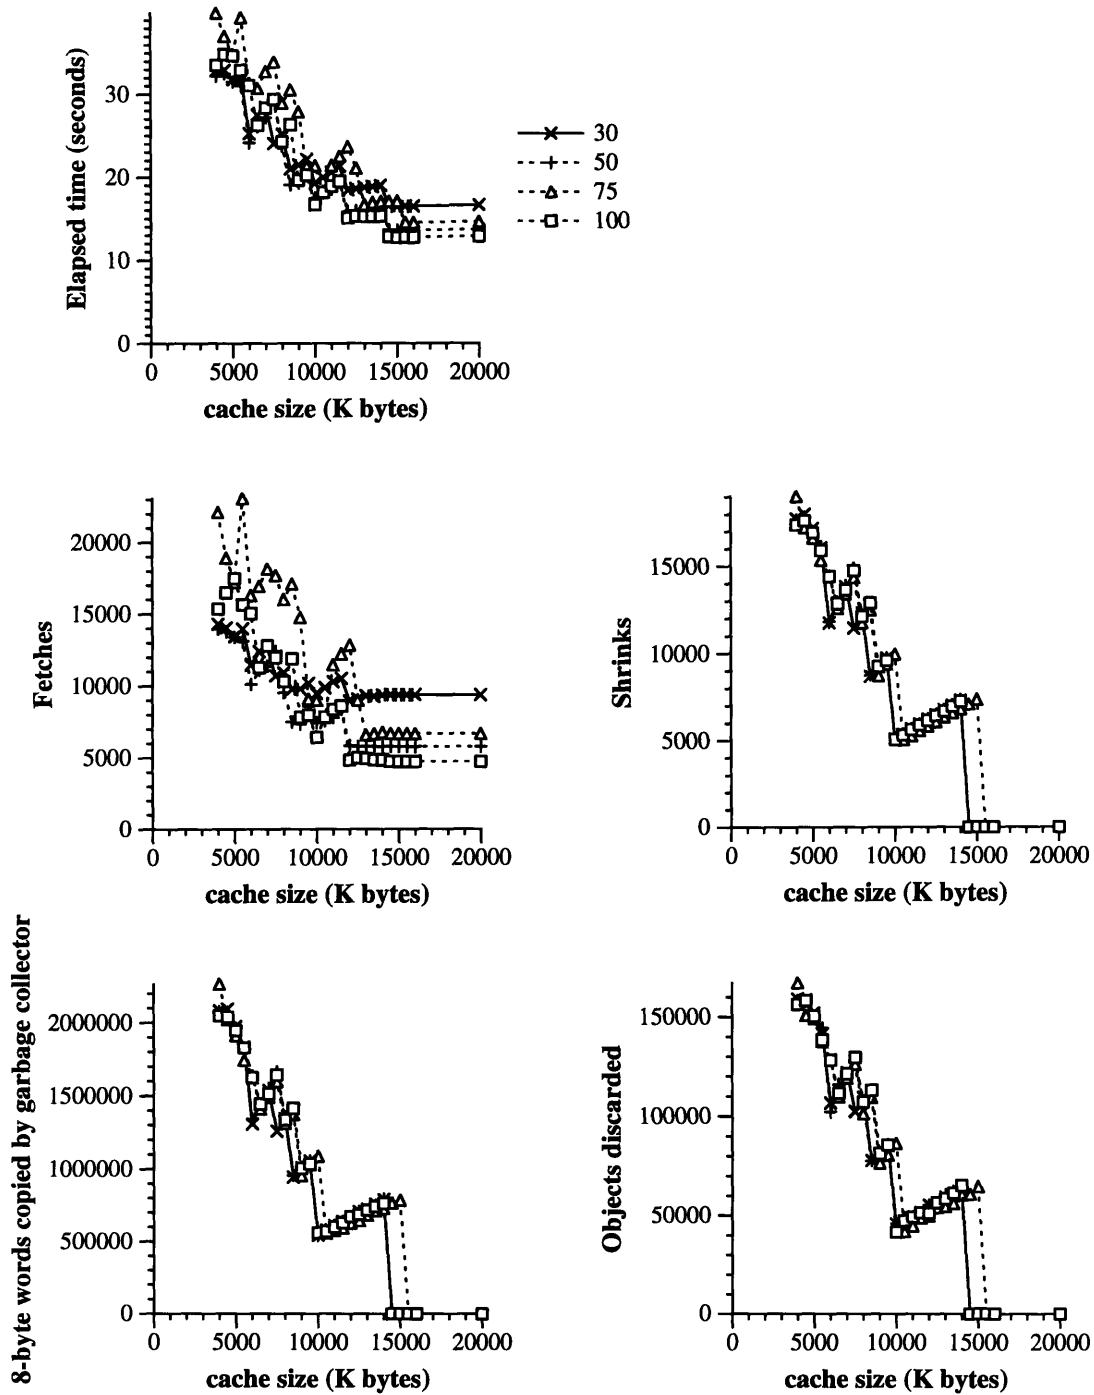 Elapsed time (seconds)
30
20
10
0
0 5000 10000 15000 20000
cache size (K bytes)
30
50
75
100
Fetches
20000
15000
10000
5000
0
0 5000 10000 15000 20000
cache size (K bytes)
Shrinks
15000
10000
5000
0
0 5000 10000 15000 20000
cache size (K bytes)
8-byte words copied by garbage collector
2000000
1500000
1000000
500000
0
0 5000 10000 15000 20000
cache size (K bytes)
Objects discarded
150000
100000
50000
0
0 5000 10000 15000 20000
cache size (K bytes)